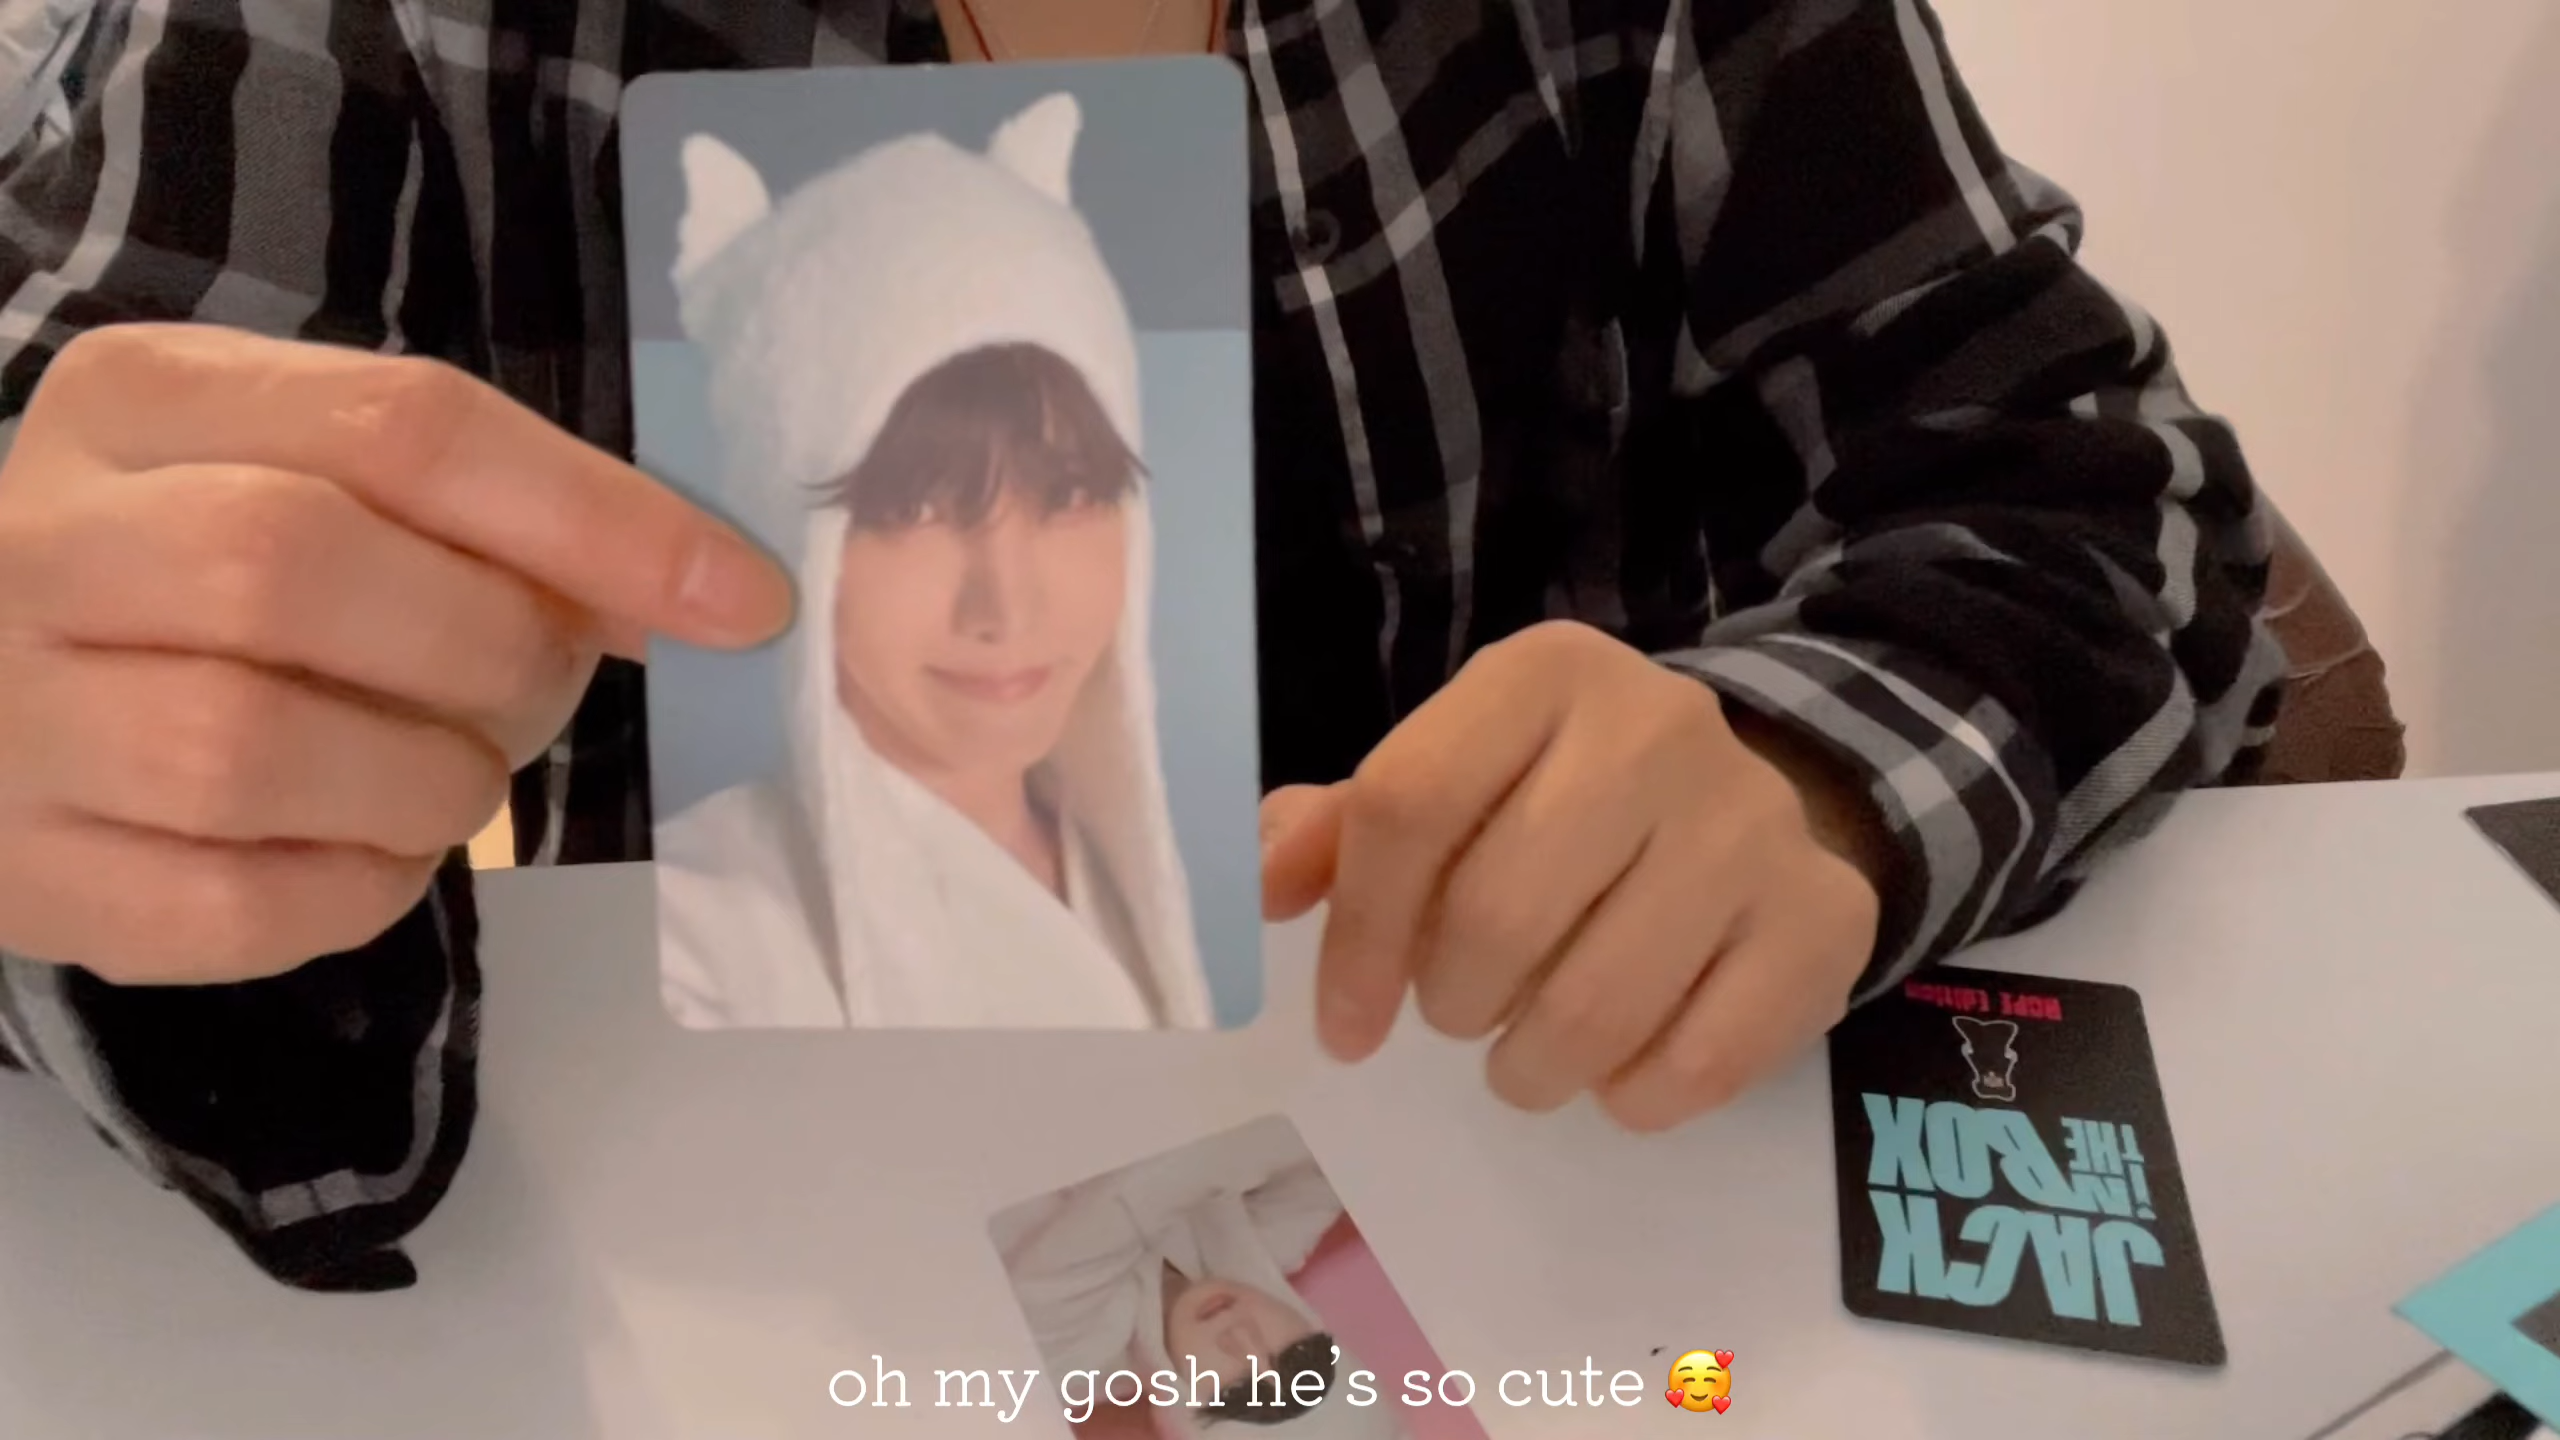 HOPE Edition
JACK
iN THE
BOX
oh my gosh he's so cute 🥰